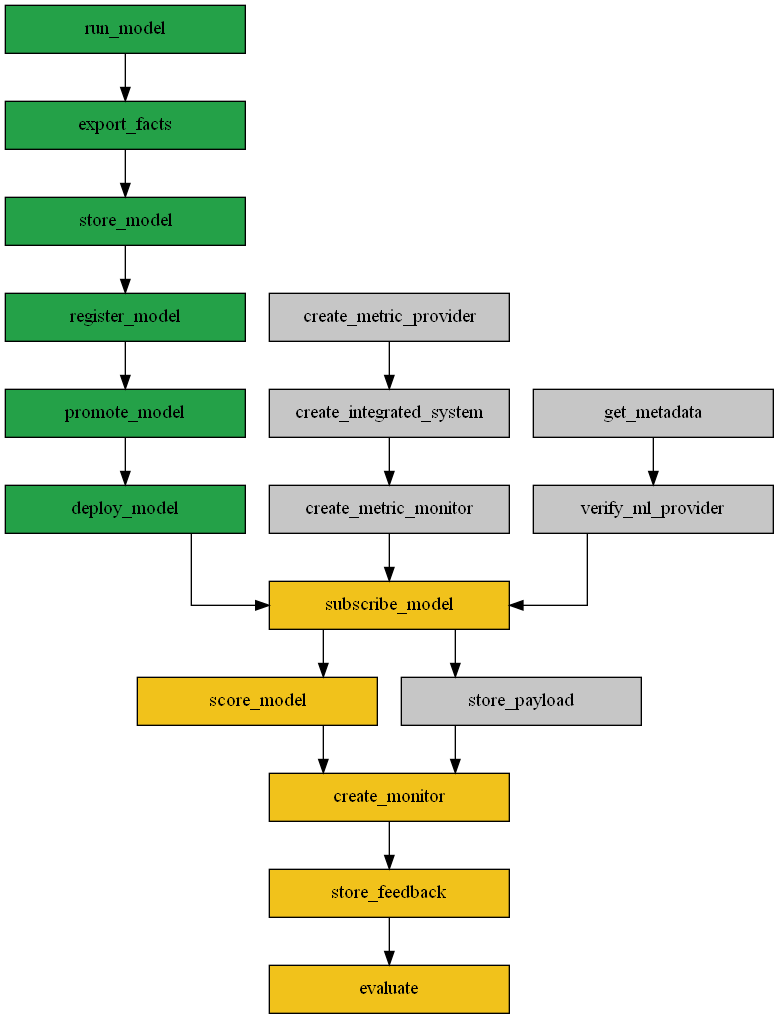 run_model
export_facts
store_model
register_model
create_metric_provider
promote_model
create_integrated_system
get_metadata
deploy_model
create_metric_monitor
verify_ml_provider
subscribe_model
score_model
store_payload
create_monitor
store_feedback
evaluate